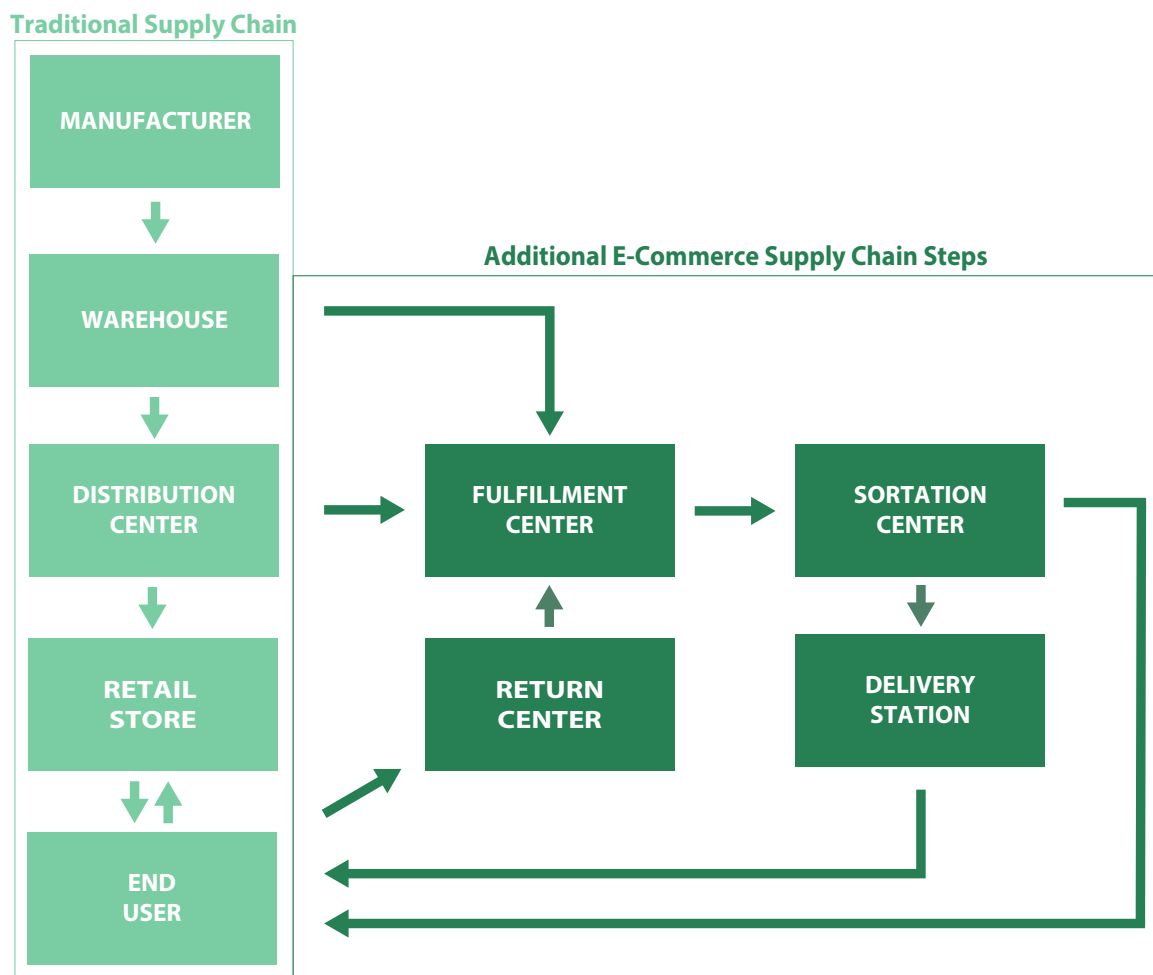 Traditional Supply Chain
MANUFACTURER
WAREHOUSE
DISTRIBUTION
CENTER
RETAIL
STORE
END
USER
Additional E-Commerce Supply Chain Steps
FULFILLMENT
CENTER
SORTATION
CENTER
RETURN
CENTER
DELIVERY
STATION